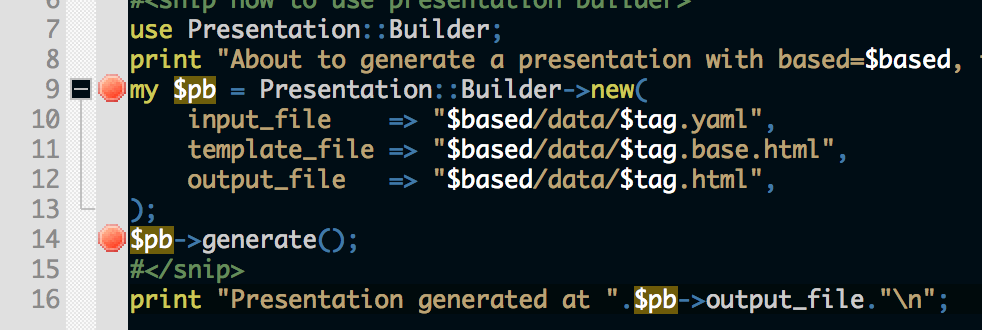 6 #<snip how to use presentation builder>
7 use Presentation::Builder;
8 print "About to generate a presentation with based=$based,
9 my $pb = Presentation::Builder->new(
10 input_file => "$based/data/$tag.yaml",
11 template_file => "$based/data/$tag.base.html",
12 output_file => "$based/data/$tag.html",
13 );
14 $pb->generate();
15 #</snip>
16 print "Presentation generated at ".$pb->output_file."\n";